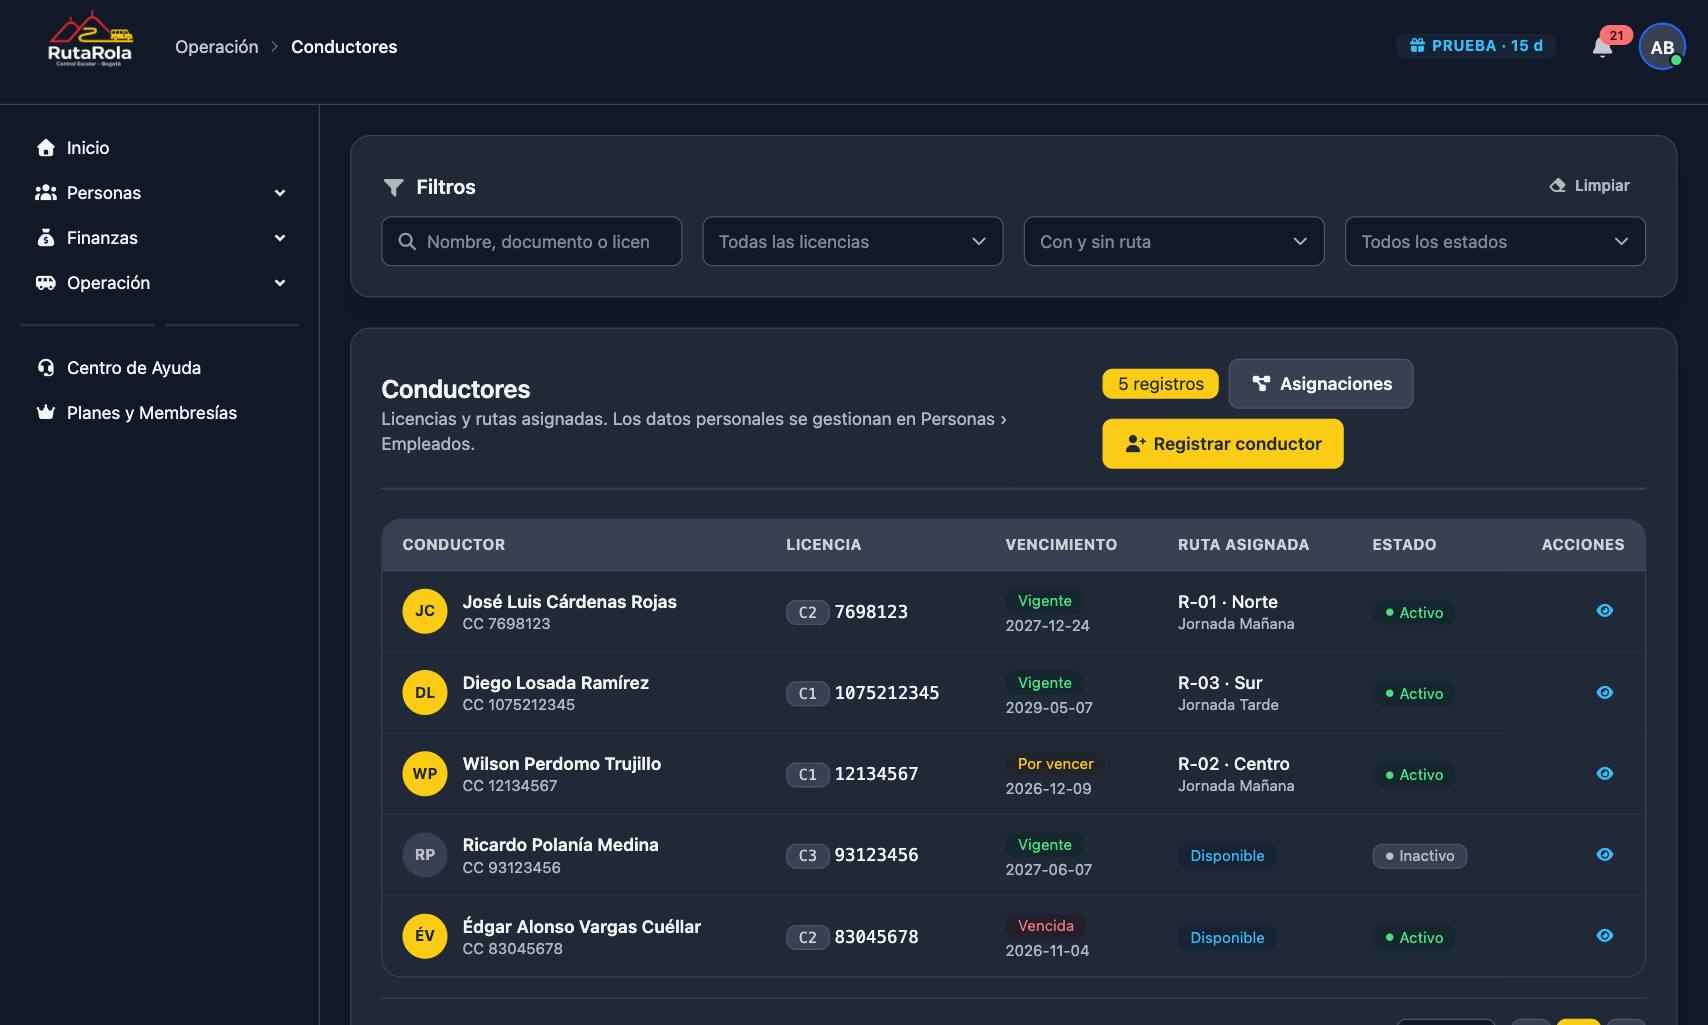 RutaRola
Control Escolar - Bogotá
Operación > Conductores
PRUEBA · 15 d
21
AB
Inicio
Personas
Finanzas
Operación
Centro de Ayuda
Planes y Membresías
Filtros
Limpiar
Nombre, documento o licen
Todas las licencias
Con y sin ruta
Todos los estados
Conductores
Licencias y rutas asignadas. Los datos personales se gestionan en Personas ›
Empleados.
5 registros
Asignaciones
Registrar conductor
CONDUCTOR LICENCIA VENCIMIENTO RUTA ASIGNADA ESTADO ACCIONES
JC
José Luis Cárdenas Rojas
CC 7698123
C2 7698123
Vigente
2027-12-24
R-01 · Norte
Jornada Mañana
Activo
DL
Diego Losada Ramírez
CC 1075212345
C1 1075212345
Vigente
2029-05-07
R-03 · Sur
Jornada Tarde
Activo
WP
Wilson Perdomo Trujillo
CC 12134567
C1 12134567
Por vencer
2026-12-09
R-02 · Centro
Jornada Mañana
Activo
RP
Ricardo Polanía Medina
CC 93123456
C3 93123456
Vigente
2027-06-07
Disponible
Inactivo
ÉV
Édgar Alonso Vargas Cuéllar
CC 83045678
C2 83045678
Vencida
2026-11-04
Disponible
Activo